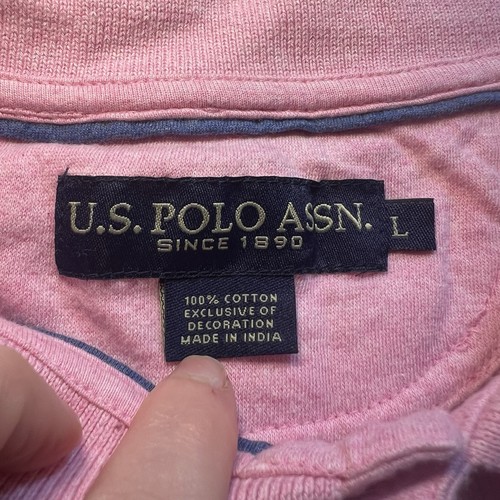 U.S. POLO ASSN.
SINCE 1890
L
100% COTTON
EXCLUSIVE OF
DECORATION
MADE IN INDIA